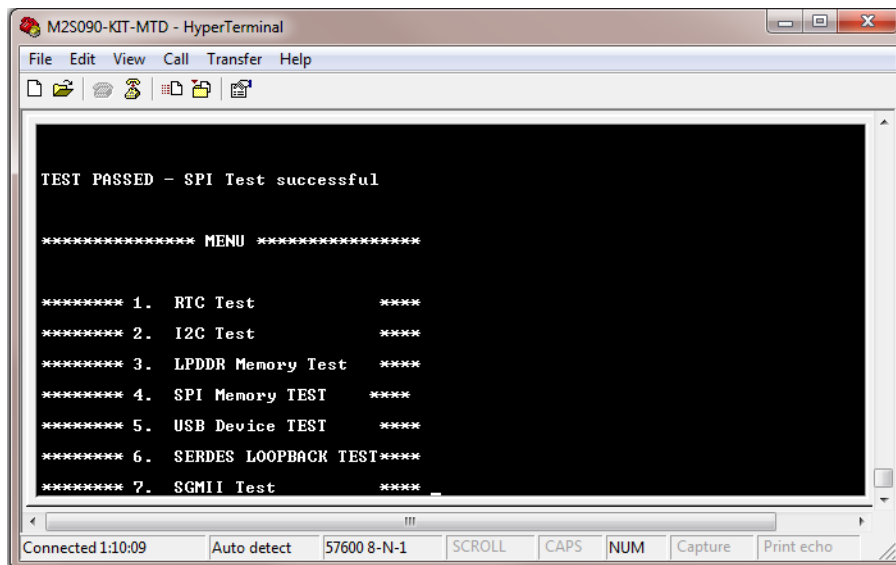 M2S090-KIT-MTD - HyperTerminal
File Edit View Call Transfer Help
TEST PASSED - SPI Test successful
*************** MENU ****************
******** 1. RTC Test ****
******** 2. I2C Test ****
******** 3. LPDDR Memory Test ****
******** 4. SPI Memory TEST ****
******** 5. USB Device TEST ****
******** 6. SERDES LOOPBACK TEST****
******** 7. SGMII Test **** _
Connected 1:10:09 Auto detect 57600 8-N-1 SCROLL CAPS NUM Capture Print echo